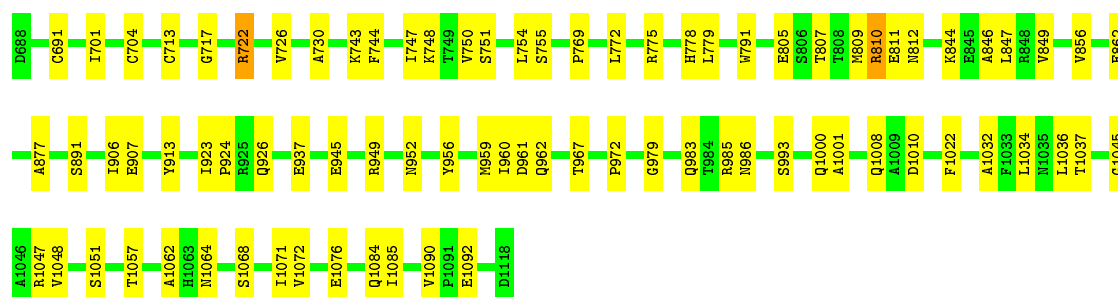 D688 C691 I701 C704 C713 G717 R722 V726 A730 K743 F744 I747 K748 T749 V750 S751 L754 S755 P769 L772 R775 H778 L779 W791 E805 S806 T807 T808 M809 R810 E811 N812 K844 E845 A846 L847 R848 V849 V856
A877 S891 I906 E907 Y913 I923 P924 R925 Q926 E937 E945 R949 N952 Y956 M959 I960 D961 Q962 T967 P972 G979 Q983 T984 R985 N986 S993 Q1000 A1001 Q1008 A1009 D1010 F1022 A1032 F1033 L1034 N1035 L1036 T1037
A1046 R1047 V1048 S1051 T1057 A1062 H1063 N1064 S1068 I1071 V1072 E1076 Q1084 I1085 V1090 P1091 E1092 D1118